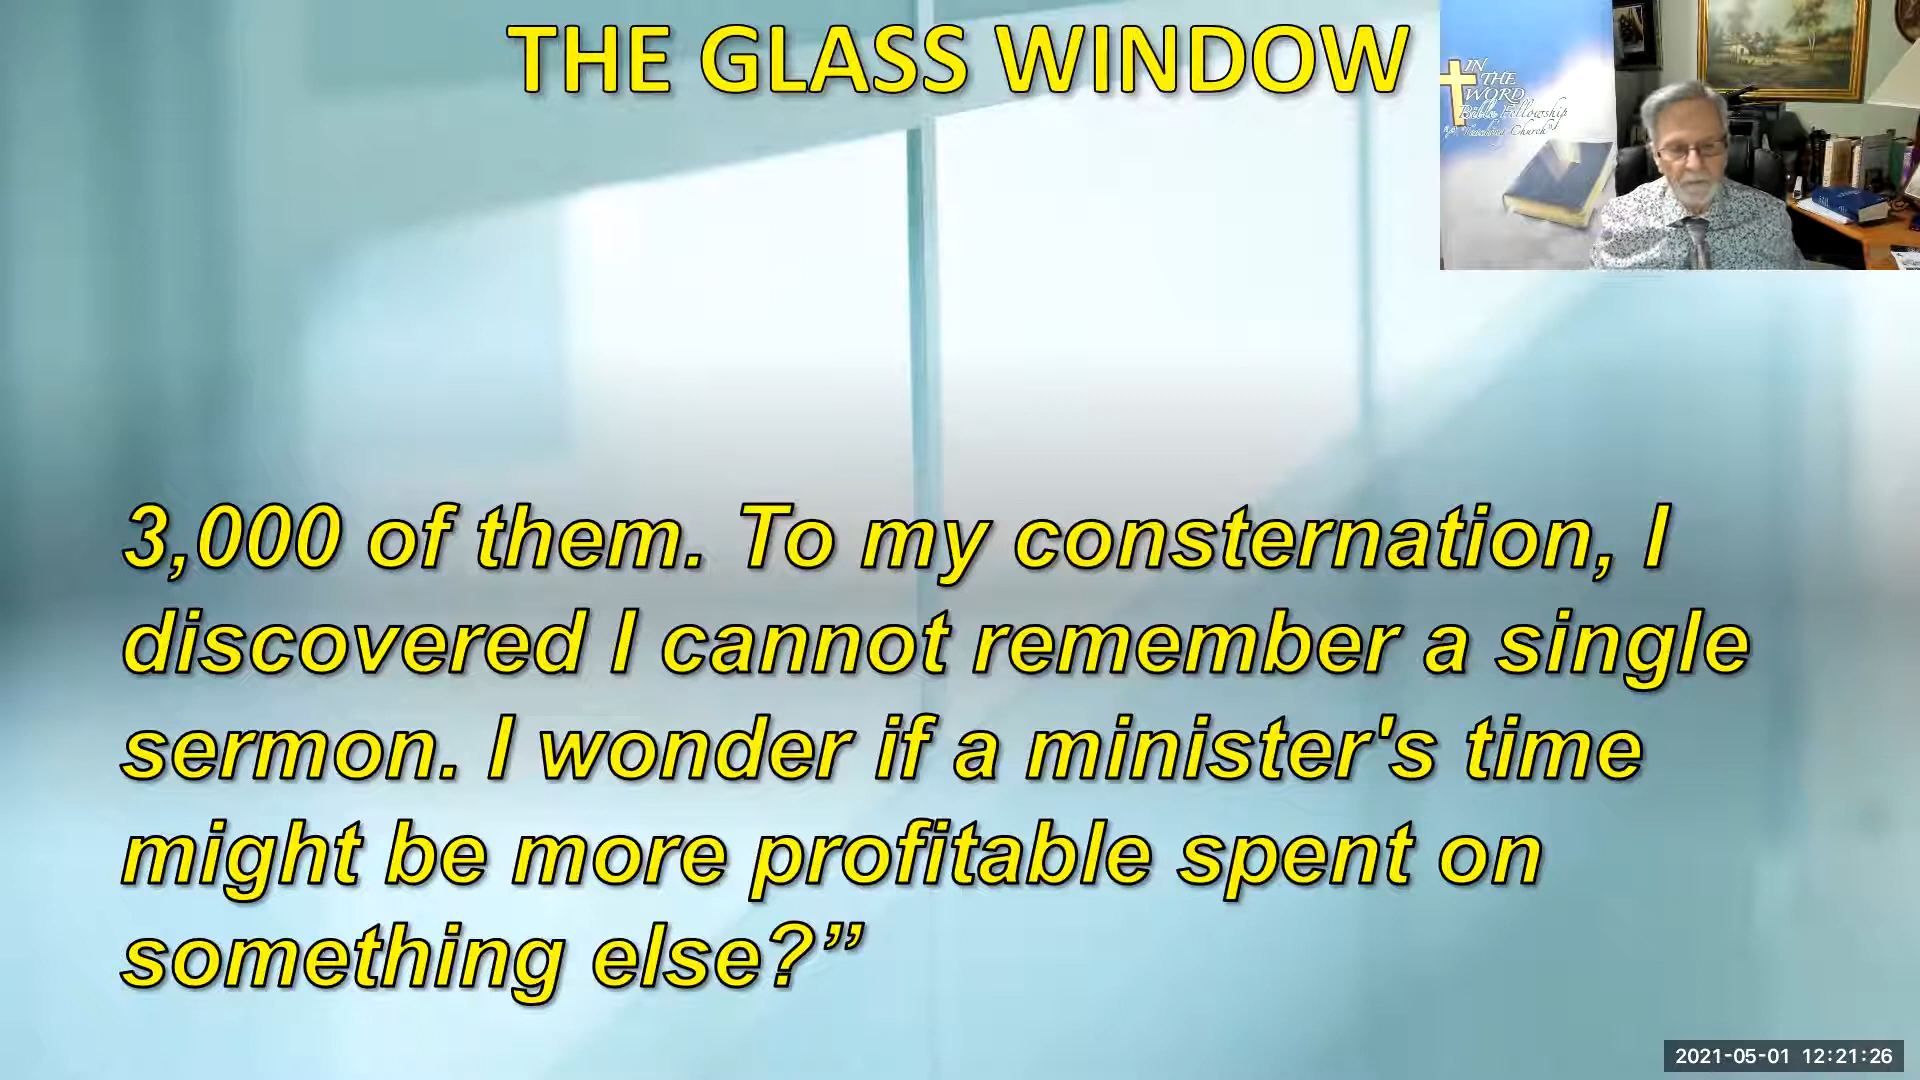 THE GLASS WINDOW
IN
THE
WORD
Bible Fellowship
Teaching Church"
3,000 of them. To my consternation, I
discovered I cannot remember a single
sermon. I wonder if a minister's time
might be more profitable spent on
something else?”
2021-05-01 12:21:26